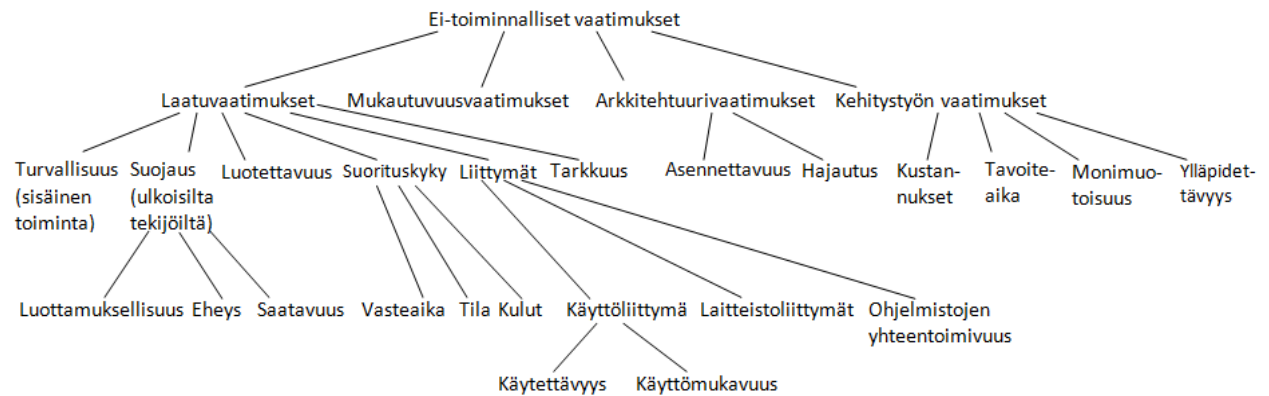 Ei-toiminnalliset vaatimukset
Laatuvaatimukset Mukautuvuusvaatimukset Arkkitehtuurivaatimukset Kehitystyön vaatimukset
Turvallisuus
(sisäinen
toiminta)
Suojaus
(ulkoisilta
tekijöiltä)
Luotettavuus
Suorituskyky
Liittymät
Tarkkuus
Asennettavuus
Hajautus
Kustan-
nukset
Tavoite-
aika
Monimuo-
toisuus
Ylläpidet-
tävyys
Luottamuksellisuus Eheys Saatavuus Vasteaika Tila Kulut Käyttöliittymä Laitteistoliittymät
Ohjelmistojen
yhteentoimivuus
Käytettävyys Käyttömukavuus